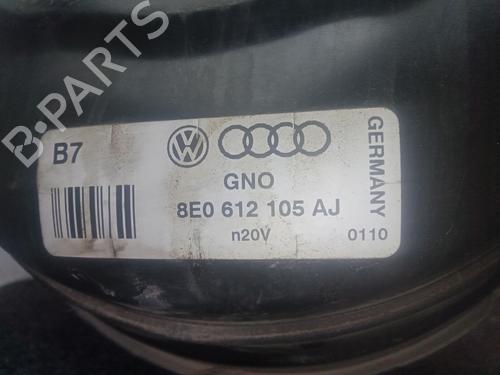 B-PARTS
B7
GNO
8E0 612 105 AJ
n20V
GERMANY
0110